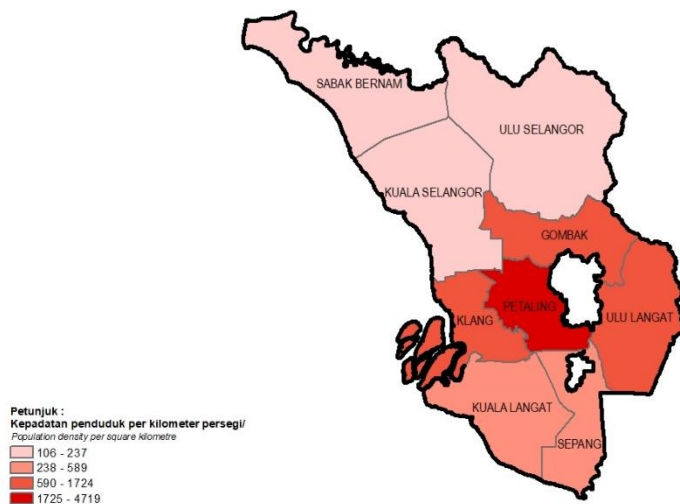 SABAK BERNAM
ULU SELANGOR
KUALA SELANGOR
GOMBAK
PETALING
KLANG
ULU LANGAT
KUALA LANGAT
SEPANG
Petunjuk :
Kepadatan penduduk per kilometer persegi/
Population density per square kilometre
106 - 237
238 - 589
590 - 1724
1725 - 4719